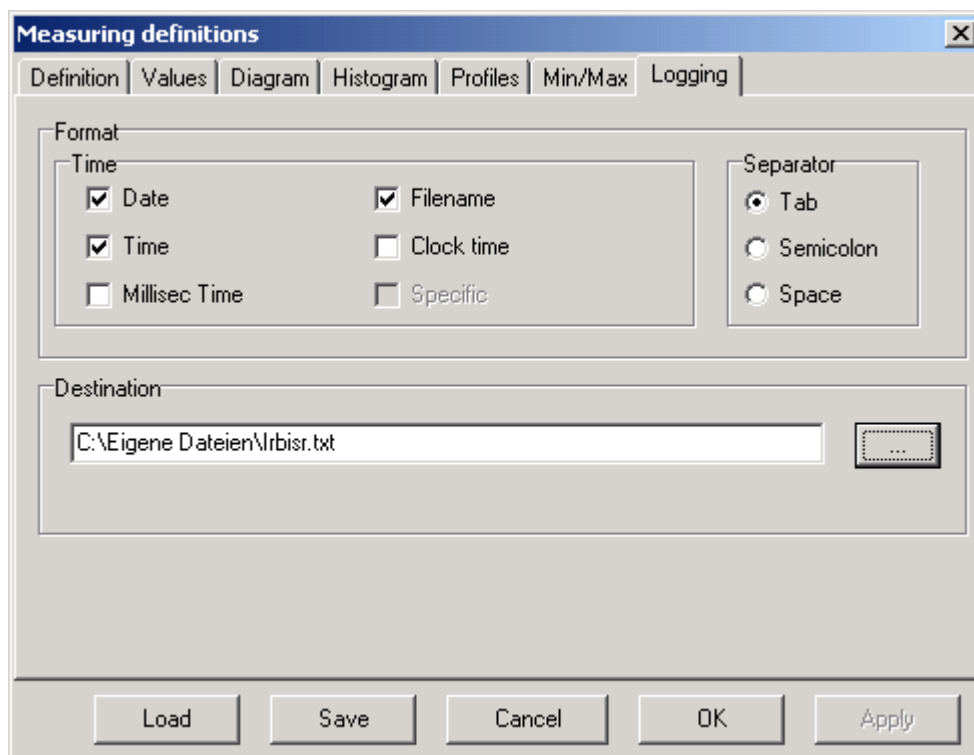 Measuring definitions
Definition Values Diagram Histogram Profiles Min/Max Logging
Format
Time
Separator
Date
Filename
Tab
Time
Clock time
Semicolon
Millisec Time
Specific
Space
Destination
C:\Eigene Dateien\Irbisr.txt
...
Load Save Cancel OK Apply